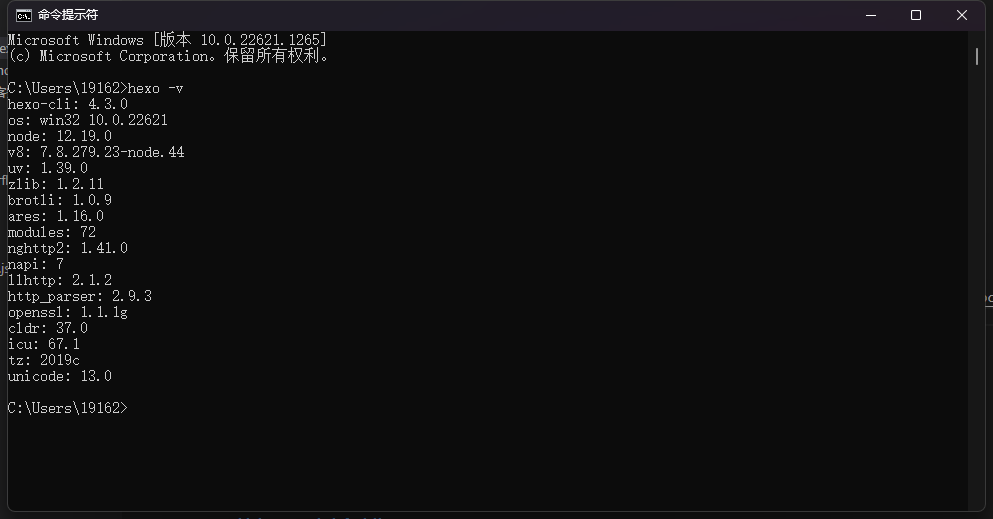 命令提示符
Microsoft Windows [版本 10.0.22621.1265]
(c) Microsoft Corporation。保留所有权利。
C:\Users\19162>hexo -v
hexo-cli: 4.3.0
os: win32 10.0.22621
node: 12.19.0
v8: 7.8.279.23-node.44
uv: 1.39.0
zlib: 1.2.11
brotli: 1.0.9
ares: 1.16.0
modules: 72
nghttp2: 1.41.0
napi: 7
llhttp: 2.1.2
http_parser: 2.9.3
openssl: 1.1.1g
cldr: 37.0
icu: 67.1
tz: 2019c
unicode: 13.0
C:\Users\19162>